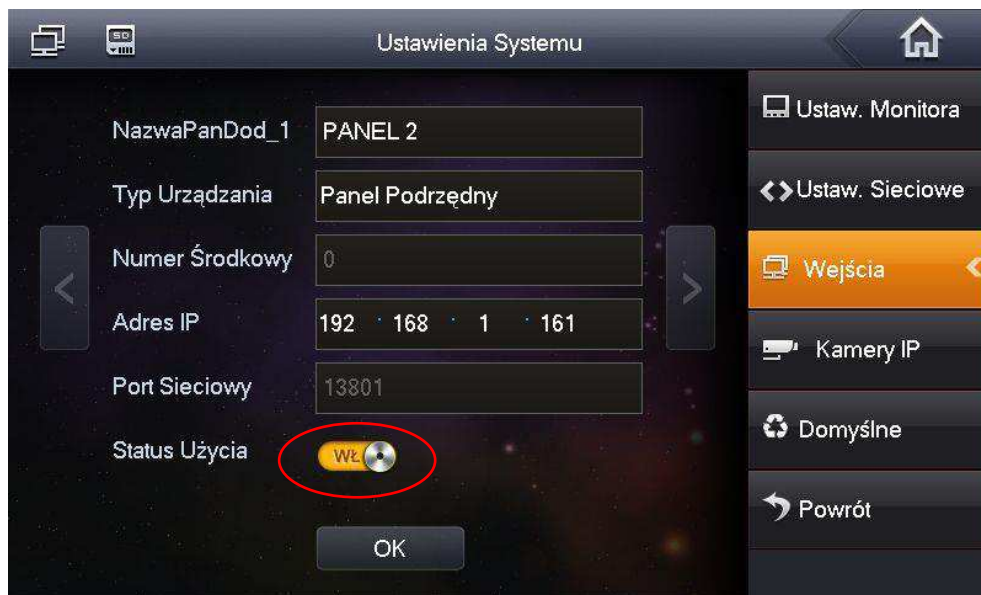 SD
Ustawienia Systemu
NazwaPanDod_1 PANEL 2
Typ Urządzania Panel Podrzędny
Numer Środkowy 0
Adres IP 192 · 168 · 1 · 161
Port Sieciowy 13801
Status Użycia WŁ
OK
Ustaw. Monitora
Ustaw. Sieciowe
Wejścia
Kamery IP
Domyślne
Powrót